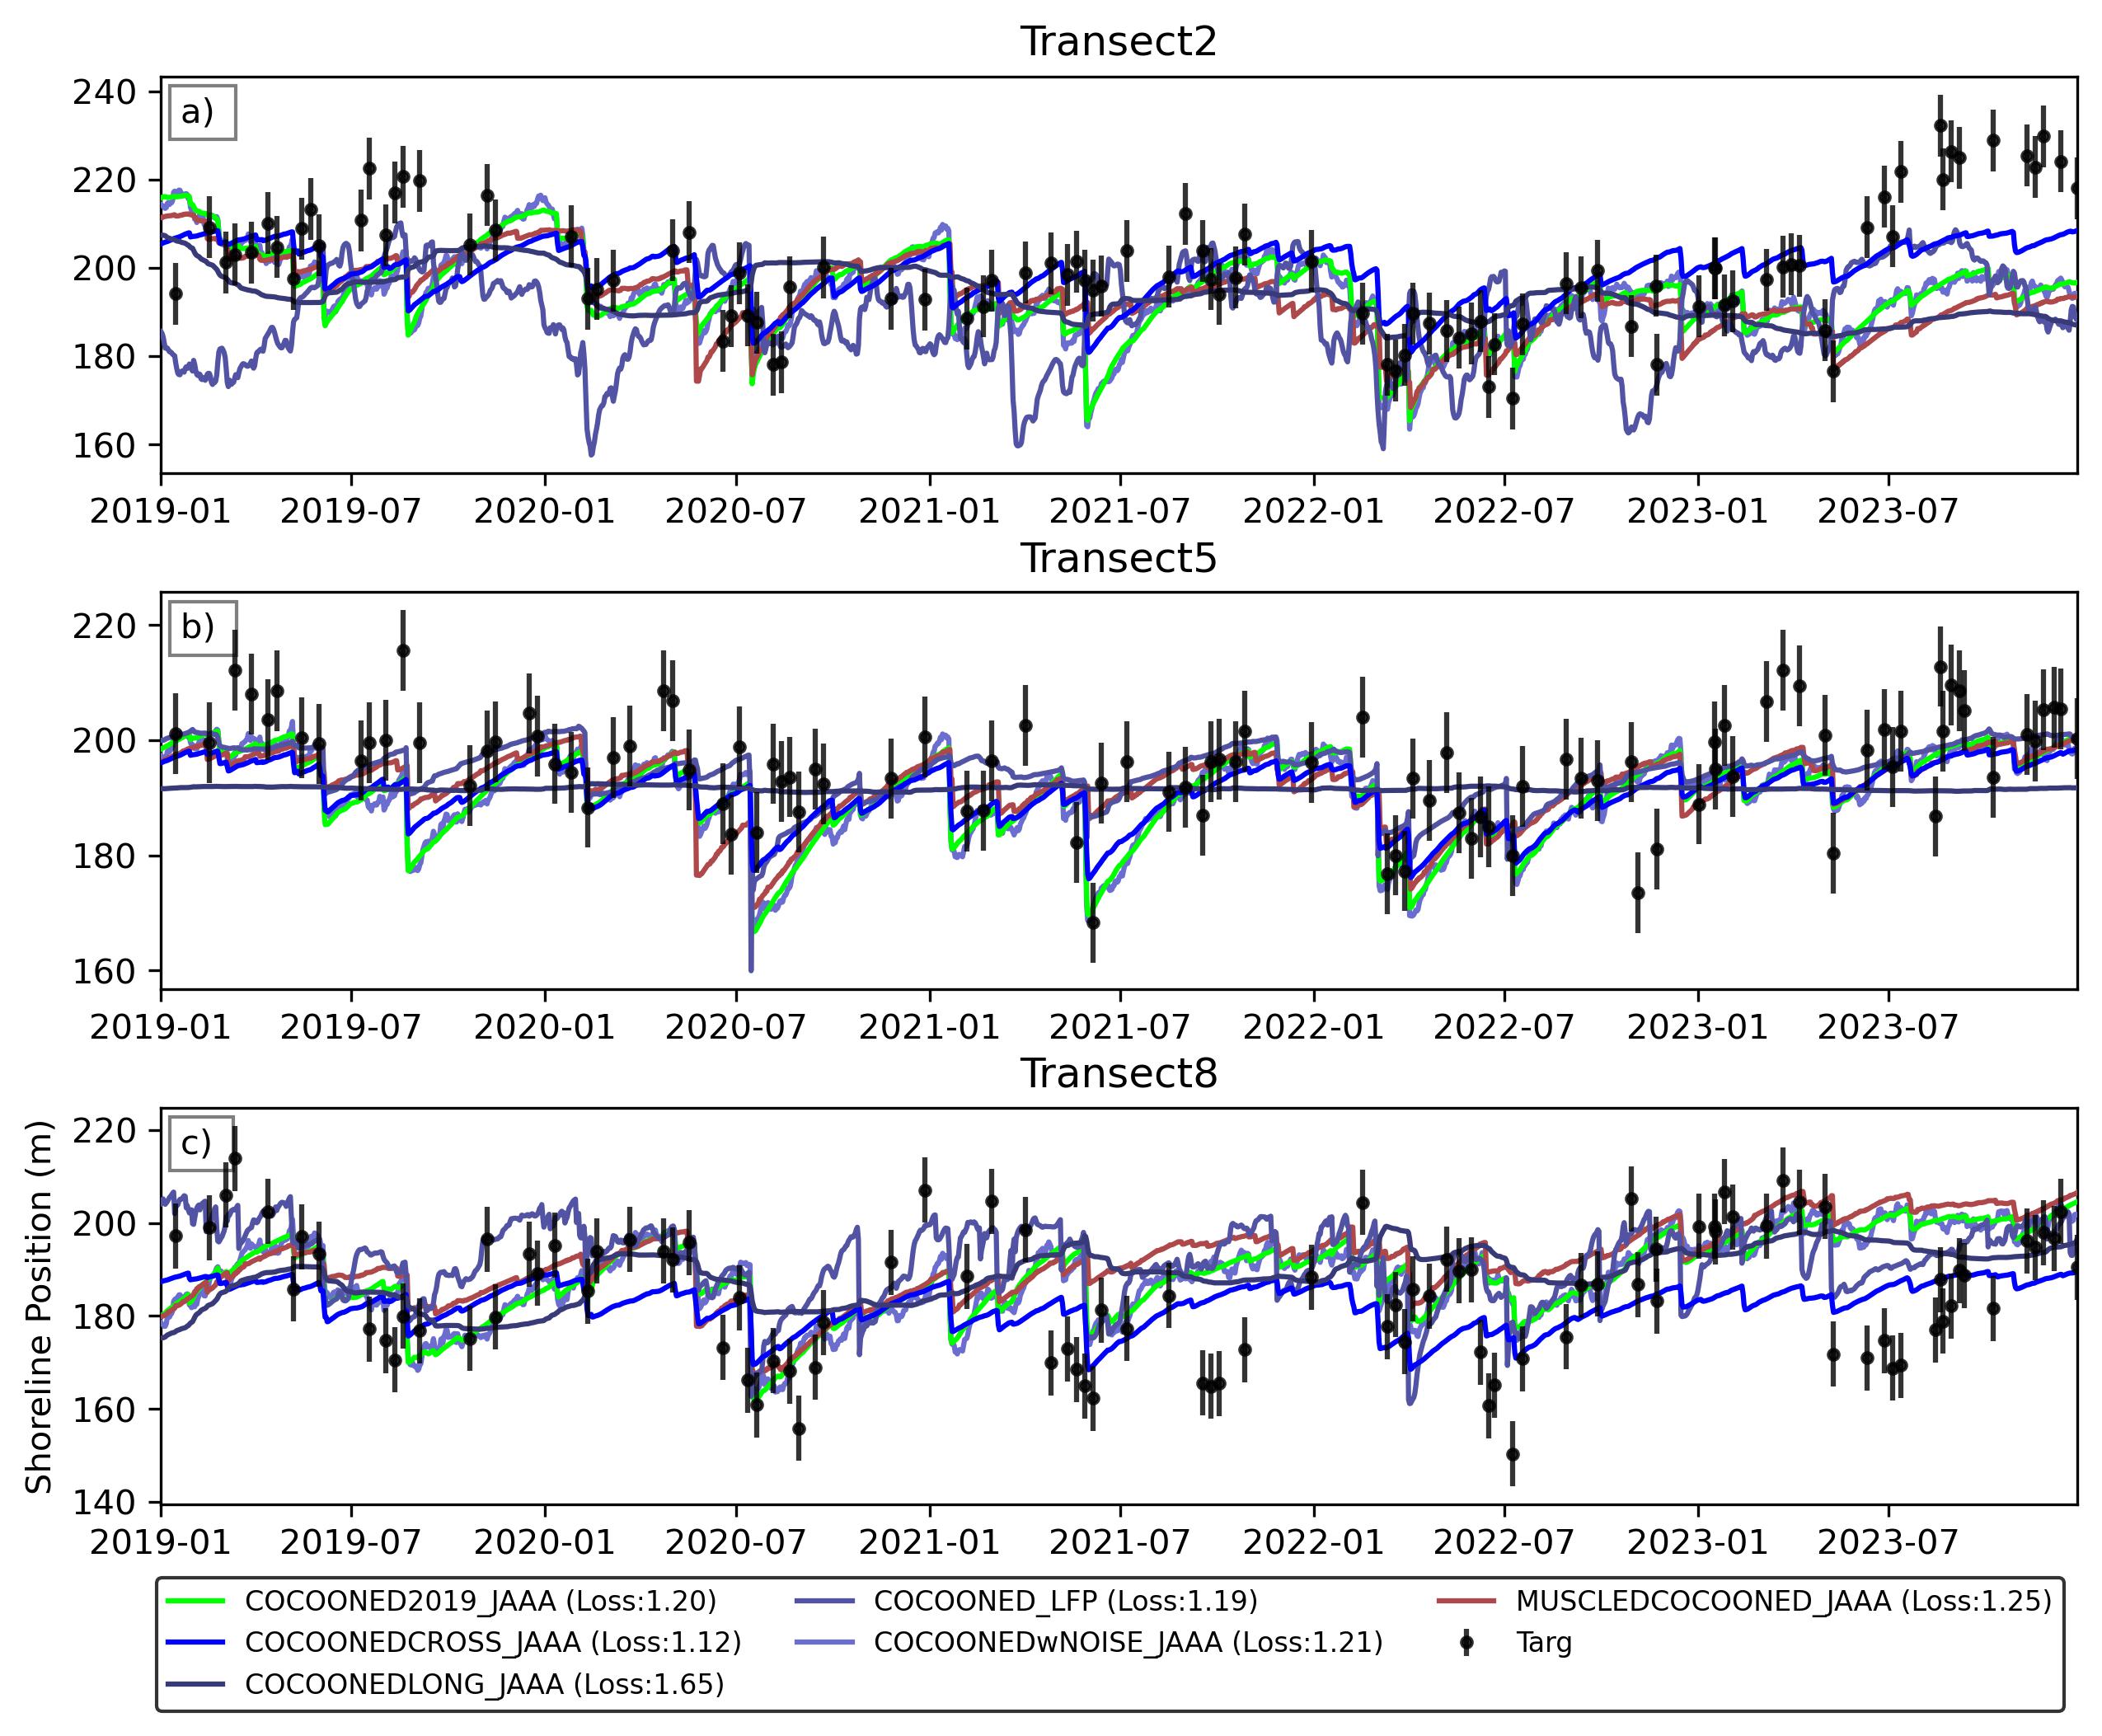 Transect2
a)
240
220
200
180
160
2019-01 2019-07 2020-01 2020-07 2021-01 2021-07 2022-01 2022-07 2023-01 2023-07
Transect5
b)
220
200
180
160
2019-01 2019-07 2020-01 2020-07 2021-01 2021-07 2022-01 2022-07 2023-01 2023-07
Transect8
c)
Shoreline Position (m)
220
200
180
160
140
2019-01 2019-07 2020-01 2020-07 2021-01 2021-07 2022-01 2022-07 2023-01 2023-07
COCOONED2019_JAAA (Loss:1.20)
COCOONEDCROSS_JAAA (Loss:1.12)
COCOONEDLONG_JAAA (Loss:1.65)
COCOONED_LFP (Loss:1.19)
COCOONEDwNOISE_JAAA (Loss:1.21)
MUSCLEDCOCOONED_JAAA (Loss:1.25)
Targ